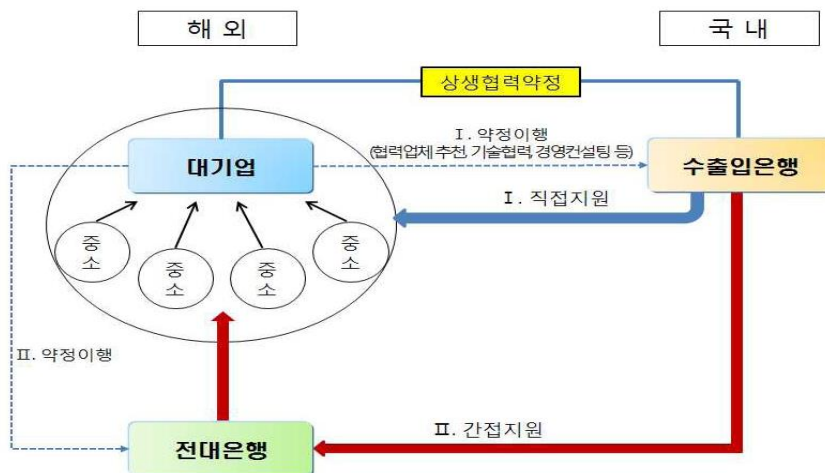 해 외
국 내
상생협력약정
Ⅰ. 약정이행
(협력업체 추천, 기술협력, 경영컨설팅 등)
대기업
수출입은행
Ⅰ. 직접지원
중
소
중
소
중
소
중
소
Ⅱ. 약정이행
전대은행
Ⅱ. 간접지원